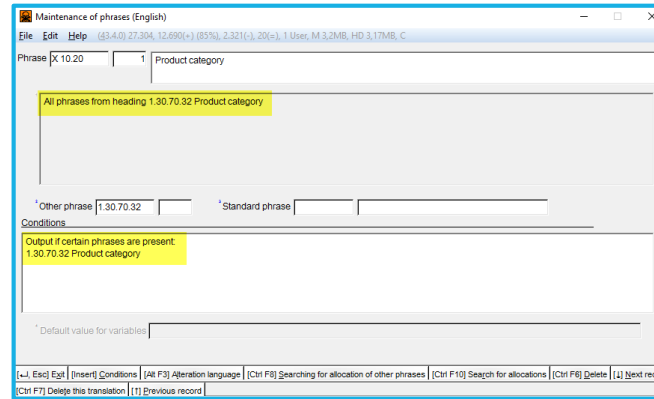 Maintenance of phrases (English)
File Edit Help (43.4.0) 27.304, 12.690(+) (85%), 2.321(-), 20(=), 1 User, M 3,2MB, HD 3,17MB, C
Phrase X 10.20 1 Product category
All phrases from heading 1.30.70.32 Product category
Other phrase 1.30.70.32 Standard phrase
Conditions
Output if certain phrases are present:
1.30.70.32 Product category
Default value for variables
[↵, Esc] Exit [Insert] Conditions [Alt F3] Alteration language [Ctrl F8] Searching for allocation of other phrases [Ctrl F10] Search for allocations [Ctrl F6] Delete [↓] Next rec
[Ctrl F7] Delete this translation [↑] Previous record